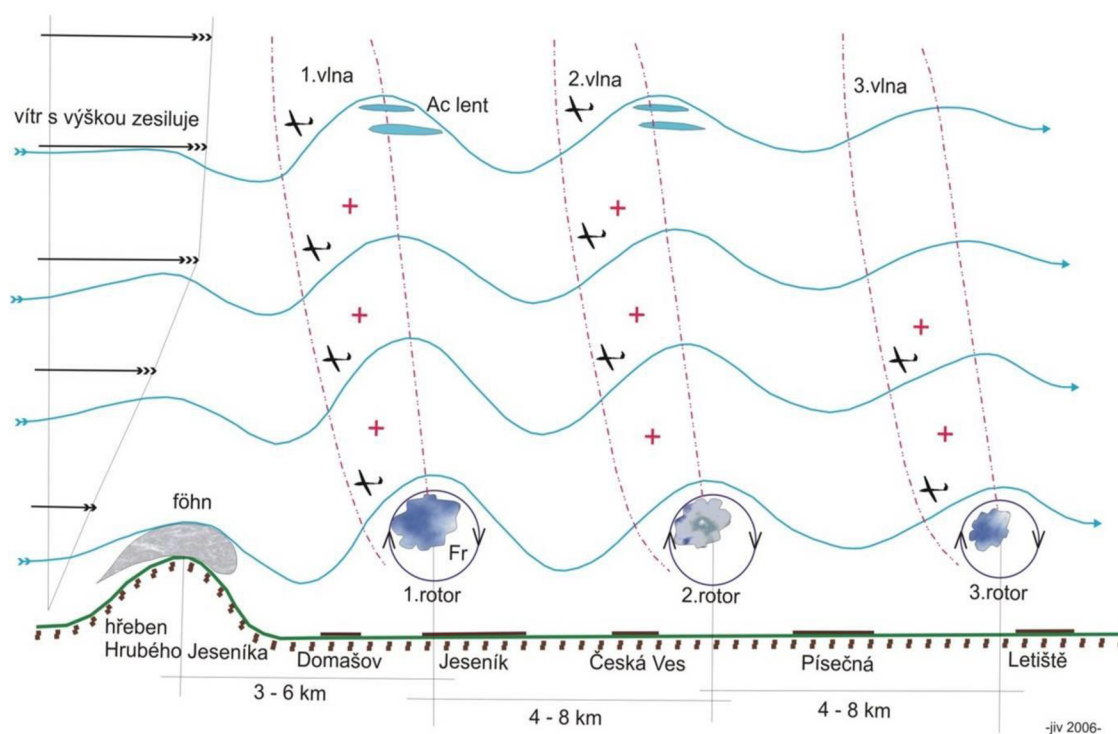 1.vlna
2.vlna
3.vlna
Ac lent
vítr s výškou zesiluje
föhn
Fr
1.rotor
2.rotor
3.rotor
hřeben
Hrubého Jeseníka
Domašov
Jeseník
Česká Ves
Písečná
Letiště
3 - 6 km
4 - 8 km
4 - 8 km
-jiv 2006-